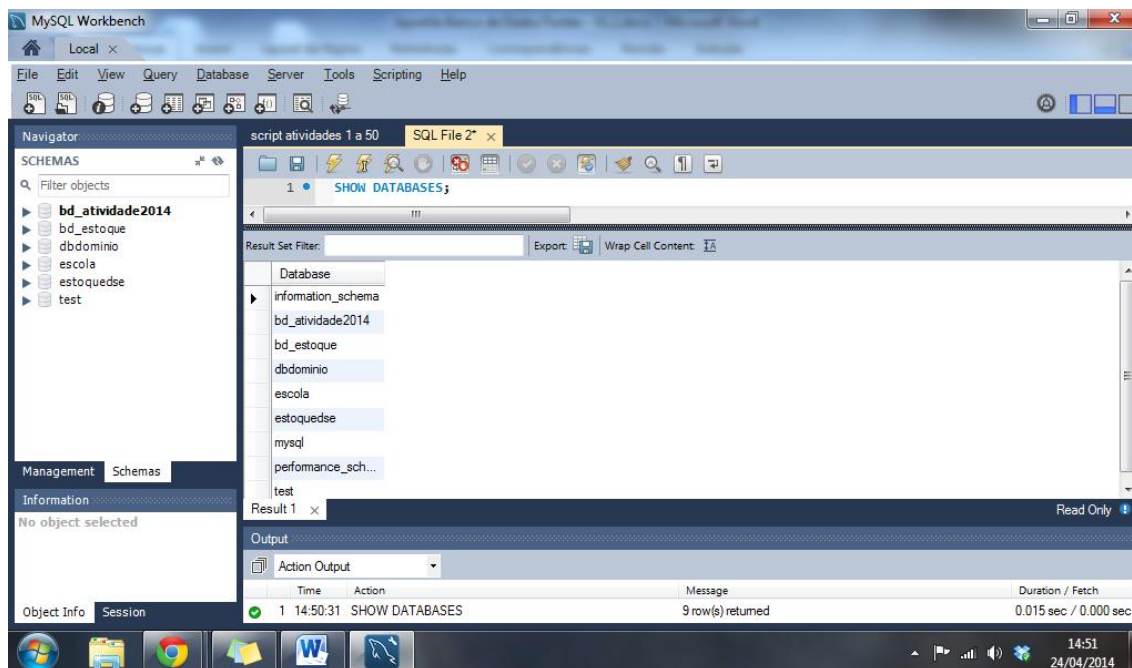 MySQL Workbench
Local
File Edit View Query Database Server Tools Scripting Help
Navigator
script atividades 1 a 50 SQL File 2*
SCHEMAS
Filter objects
1 SHOW DATABASES;
bd_atividade2014
bd_estoque
dbdominio
escola
estoquedse
test
Result Set Filter: Export: Wrap Cell Content:
Database
information_schema
bd_atividade2014
bd_estoque
dbdominio
escola
estoquedse
mysql
performance_sch...
test
Management Schemas
Information
No object selected
Result 1 Read Only
Output
Action Output
Time Action Message Duration / Fetch
1 14:50:31 SHOW DATABASES 9 row(s) returned 0.015 sec / 0.000 sec
Object Info Session
14:51
24/04/2014